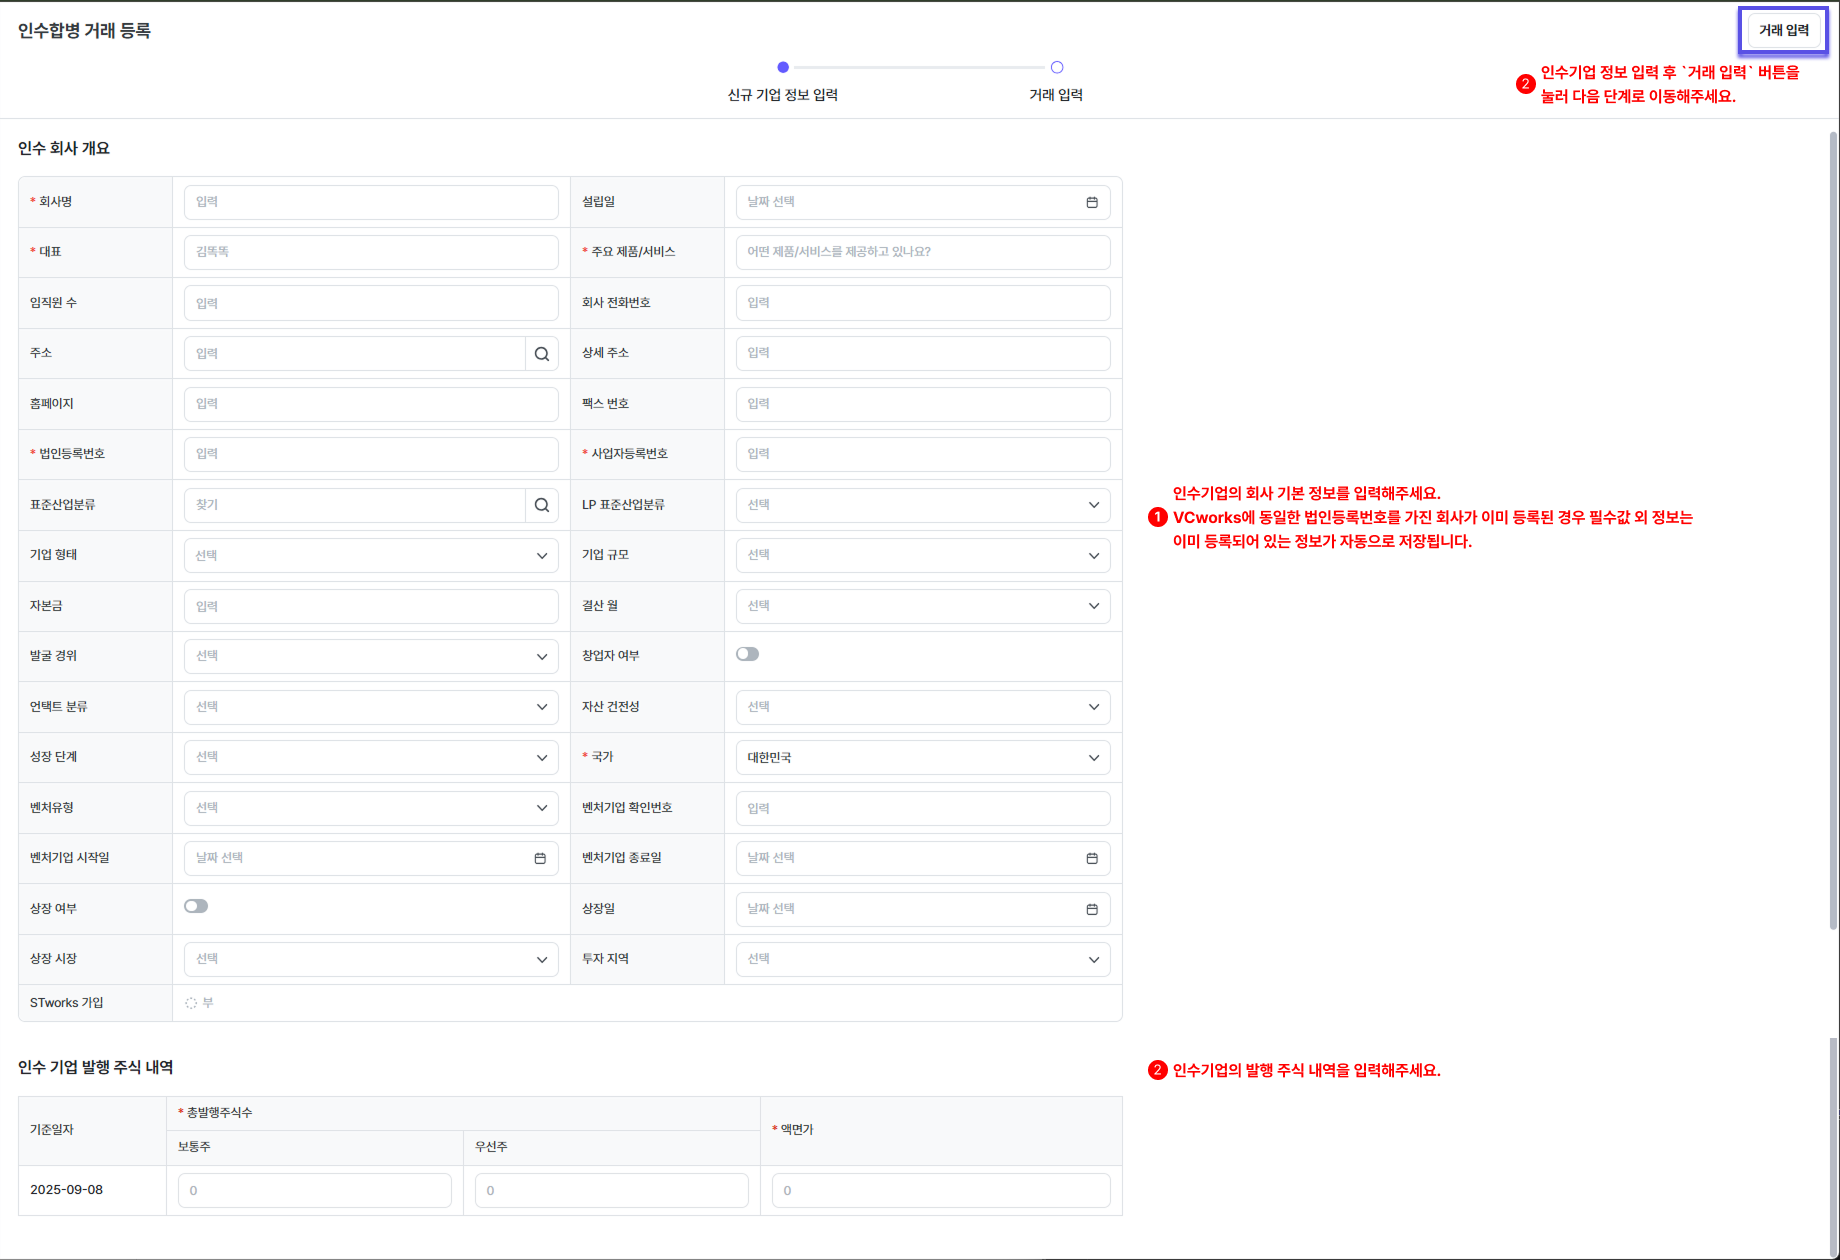 인수합병 거래 등록
거래 입력
신규 기업 정보 입력
거래 입력
2 인수기업 정보 입력 후 `거래 입력` 버튼을
눌러 다음 단계로 이동해주세요.
인수 회사 개요
* 회사명
입력
설립일
날짜 선택
* 대표
김똑똑
* 주요 제품/서비스
어떤 제품/서비스를 제공하고 있나요?
임직원 수
입력
회사 전화번호
입력
주소
입력
상세 주소
입력
홈페이지
입력
팩스 번호
입력
* 법인등록번호
입력
* 사업자등록번호
입력
표준산업분류
찾기
LP 표준산업분류
선택
기업 형태
선택
기업 규모
선택
자본금
입력
결산 월
선택
발굴 경위
선택
창업자 여부
언택트 분류
선택
자산 건전성
선택
성장 단계
선택
* 국가
대한민국
벤처유형
선택
벤처기업 확인번호
입력
벤처기업 시작일
날짜 선택
벤처기업 종료일
날짜 선택
상장 여부
상장일
날짜 선택
상장 시장
선택
투자 지역
선택
STworks 가입
부
인수기업의 회사 기본 정보를 입력해주세요.
1 VCworks에 동일한 법인등록번호를 가진 회사가 이미 등록된 경우 필수값 외 정보는
이미 등록되어 있는 정보가 자동으로 저장됩니다.
인수 기업 발행 주식 내역
2 인수기업의 발행 주식 내역을 입력해주세요.
기준일자
* 총발행주식수
* 액면가
보통주
우선주
2025-09-08
0
0
0